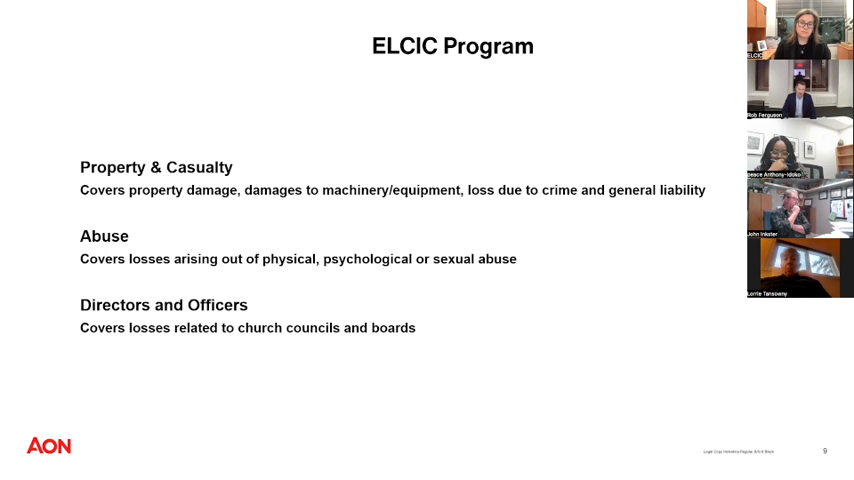 ELCIC Program
Property & Casualty
Covers property damage, damages to machinery/equipment, loss due to crime and general liability
Abuse
Covers losses arising out of physical, psychological or sexual abuse
Directors and Officers
Covers losses related to church councils and boards
AON
9
ELCIC
Rob Ferguson
peace Anthony-Idoko
John Inkster
Lorrie Tansowny